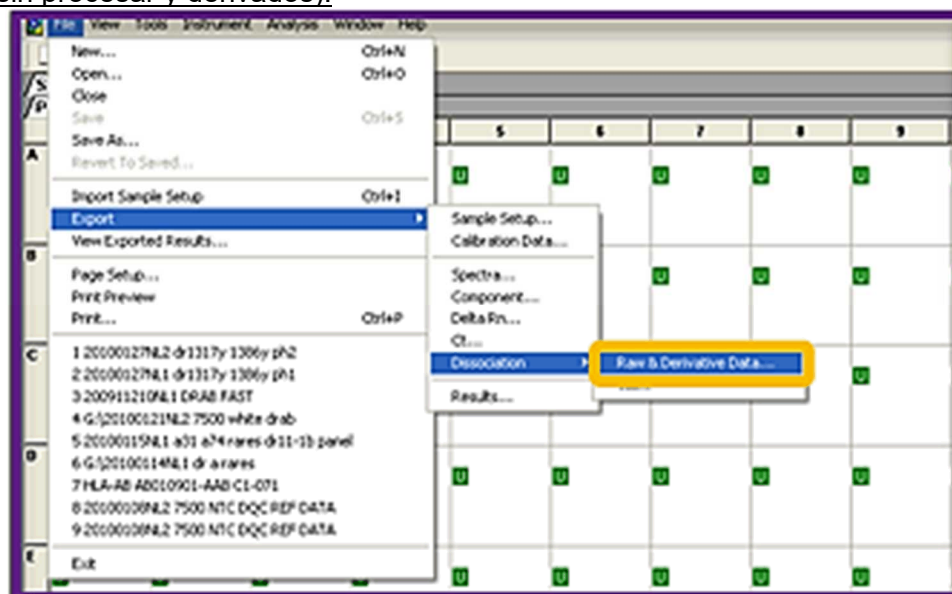 sin procesar y derivados).
File View Tools Instrument Analysis Window Help
New... Ctrl+N
Open... Ctrl+O
Close
Save Ctrl+S
Save As...
Revert To Saved...
Import Sample Setup Ctrl+I
Export
View Exported Results...
Page Setup...
Print Preview
Print... Ctrl+P
1 20100127NL2 dr1317y 1386y ph2
2 20100127NL1 dr1317y 1386y ph1
3 200911210NL1 DRAB FAST
4 G:\20100121NL2 7500 white drab
5 20100115NL1 a31 a74 rares dr11-1b panel
6 G:\20100114NL1 dr a rares
7 HLA-AB AB010901-AAB C1-071
8 20100108NL2 7500 NTC DQC REF DATA
9 20100108NL2 7500 NTC DQC REF DATA
Exit
Sample Setup...
Calibration Data...
Spectra...
Component...
Delta Rn...
Ct...
Dissociation
Results...
Raw & Derivative Data...
5 6 7 8 9
A U U U U U
B U U U
C U
D U U U U U
E U U U U U